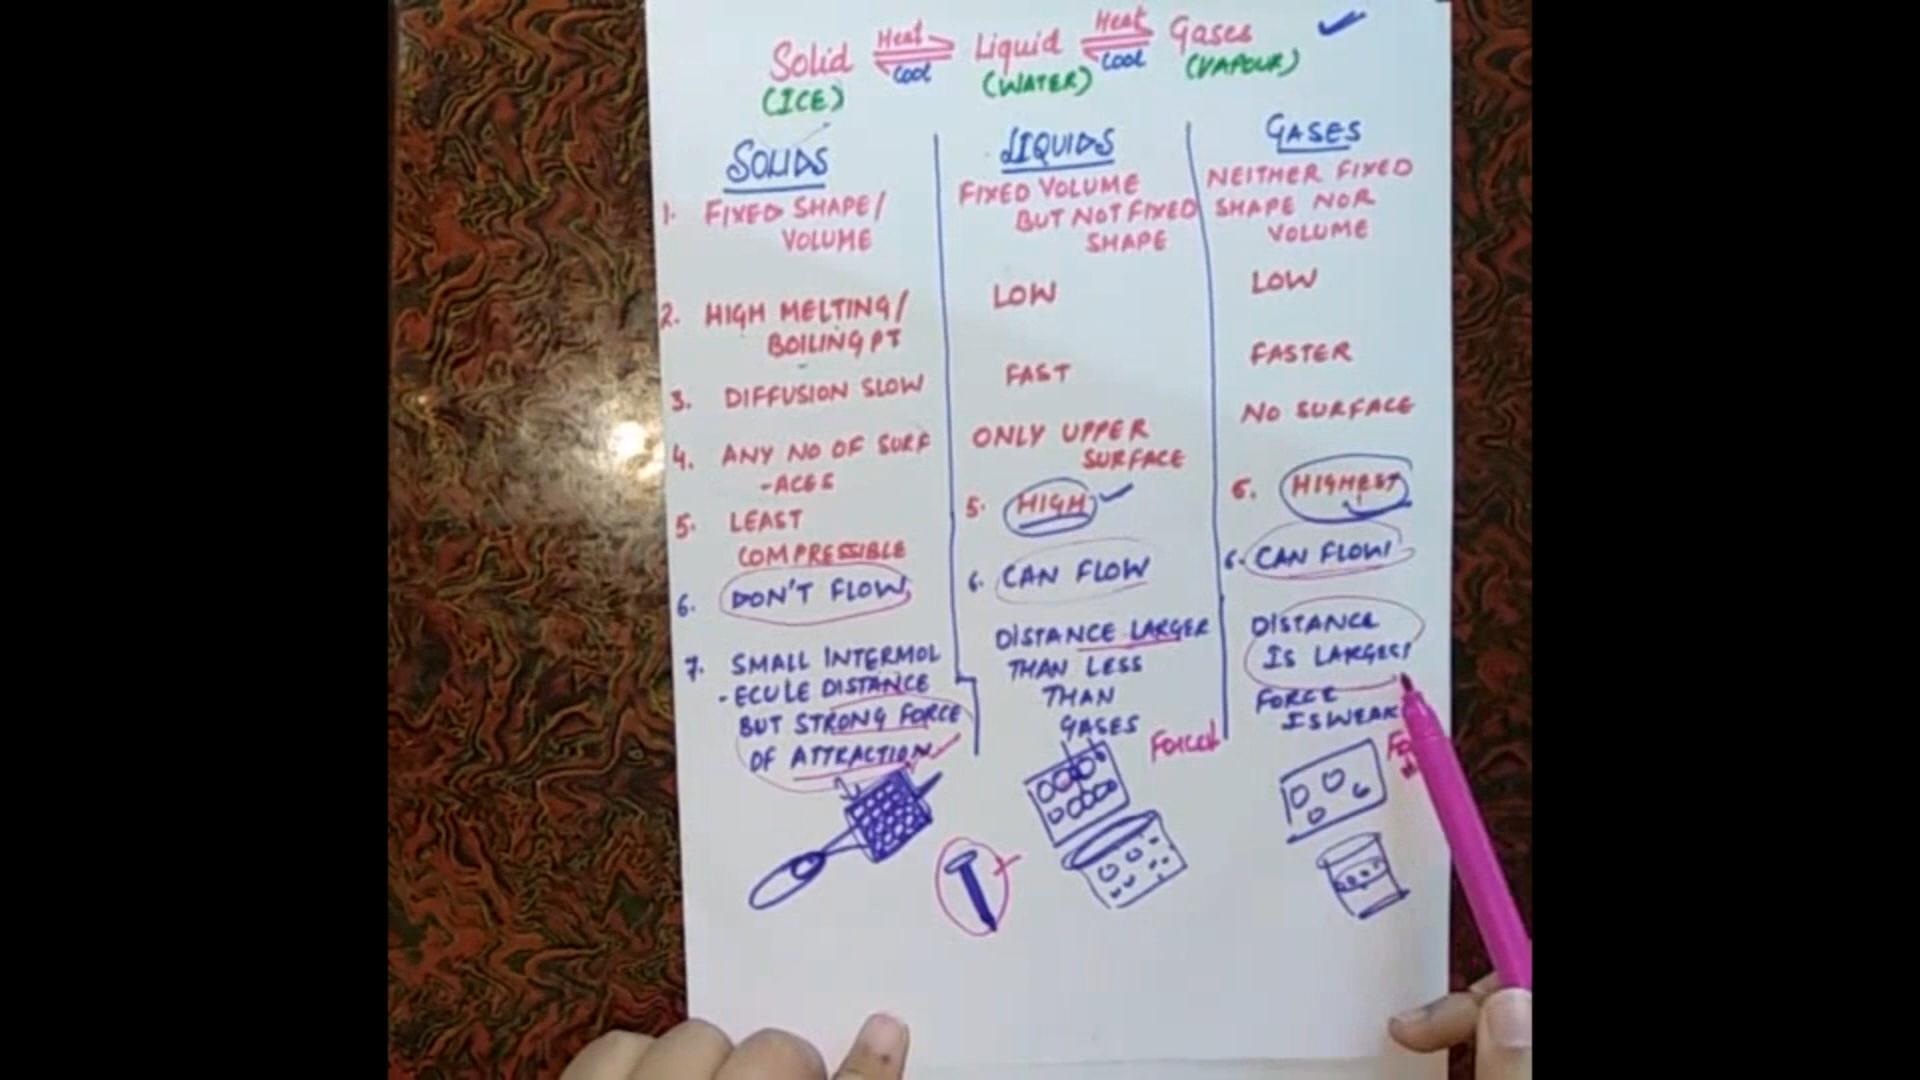 Solid Heat Liquid Heat Gases
Cool Cool
(ICE) (WATER) (VAPOUR)
SOLIDS
1. FIXED SHAPE/
VOLUME
2. HIGH MELTING/
BOILING PT
3. DIFFUSION SLOW
4. ANY NO OF SURF
-ACES
5. LEAST
COMPRESSIBLE
6. DON'T FLOW
7. SMALL INTERMOL
-ECULE DISTANCE
BUT STRONG FORCE
OF ATTRACTION
LIQUIDS
FIXED VOLUME
BUT NOT FIXED
SHAPE
LOW
FAST
ONLY UPPER
SURFACE
5. HIGH
6. CAN FLOW
DISTANCE LARGER
THAN LESS
THAN
GASES
GASES
NEITHER FIXED
SHAPE NOR
VOLUME
LOW
FASTER
NO SURFACE
HIGHEST
6. CAN FLOW
DISTANCE
IS LARGEST
FORCE
IS WEAK